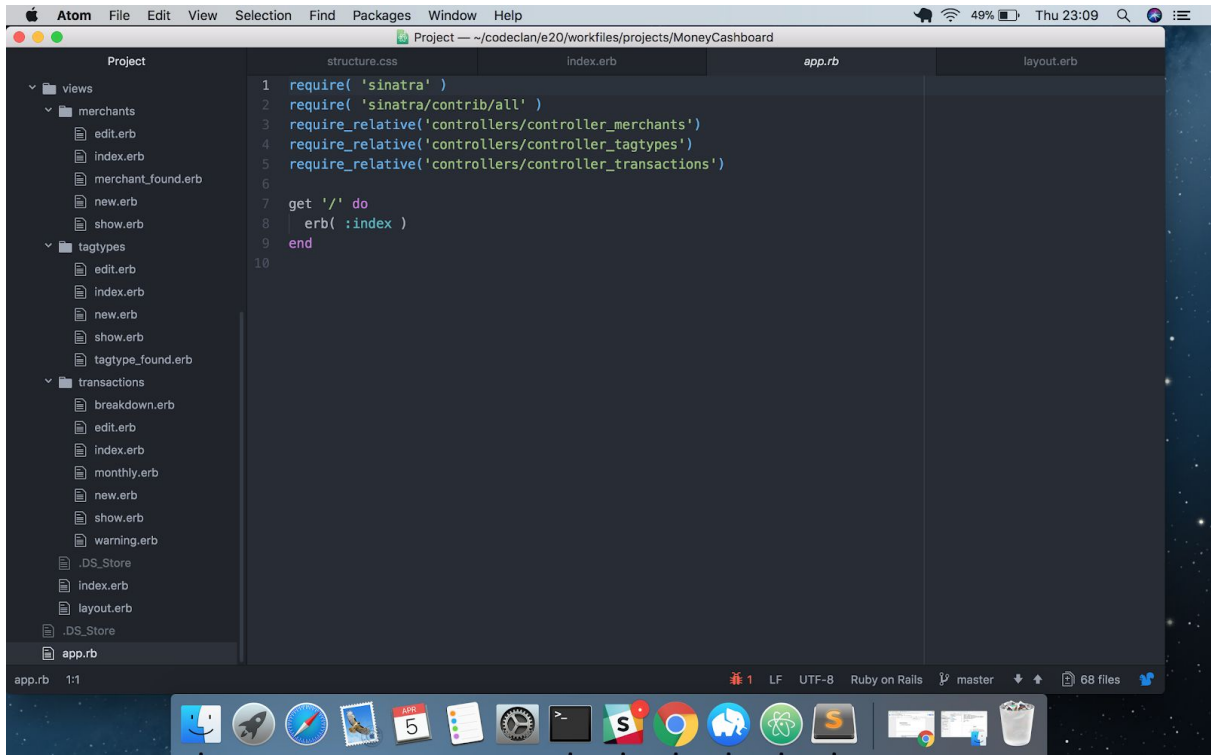 Atom File Edit View Selection Find Packages Window Help 49% Thu 23:09
Project — ~/codeclan/e20/workfiles/projects/MoneyCashboard
Project structure.css index.erb app.rb layout.erb
views
merchants
edit.erb
index.erb
merchant_found.erb
new.erb
show.erb
tagtypes
edit.erb
index.erb
new.erb
show.erb
tagtype_found.erb
transactions
breakdown.erb
edit.erb
index.erb
monthly.erb
new.erb
show.erb
warning.erb
.DS_Store
index.erb
layout.erb
.DS_Store
app.rb
1 require( 'sinatra' )
2 require( 'sinatra/contrib/all' )
3 require_relative('controllers/controller_merchants')
4 require_relative('controllers/controller_tagtypes')
5 require_relative('controllers/controller_transactions')
6
7 get '/' do
8 erb( :index )
9 end
10
app.rb 1:1 1 LF UTF-8 Ruby on Rails master 68 files
APR
5
>_
S
S